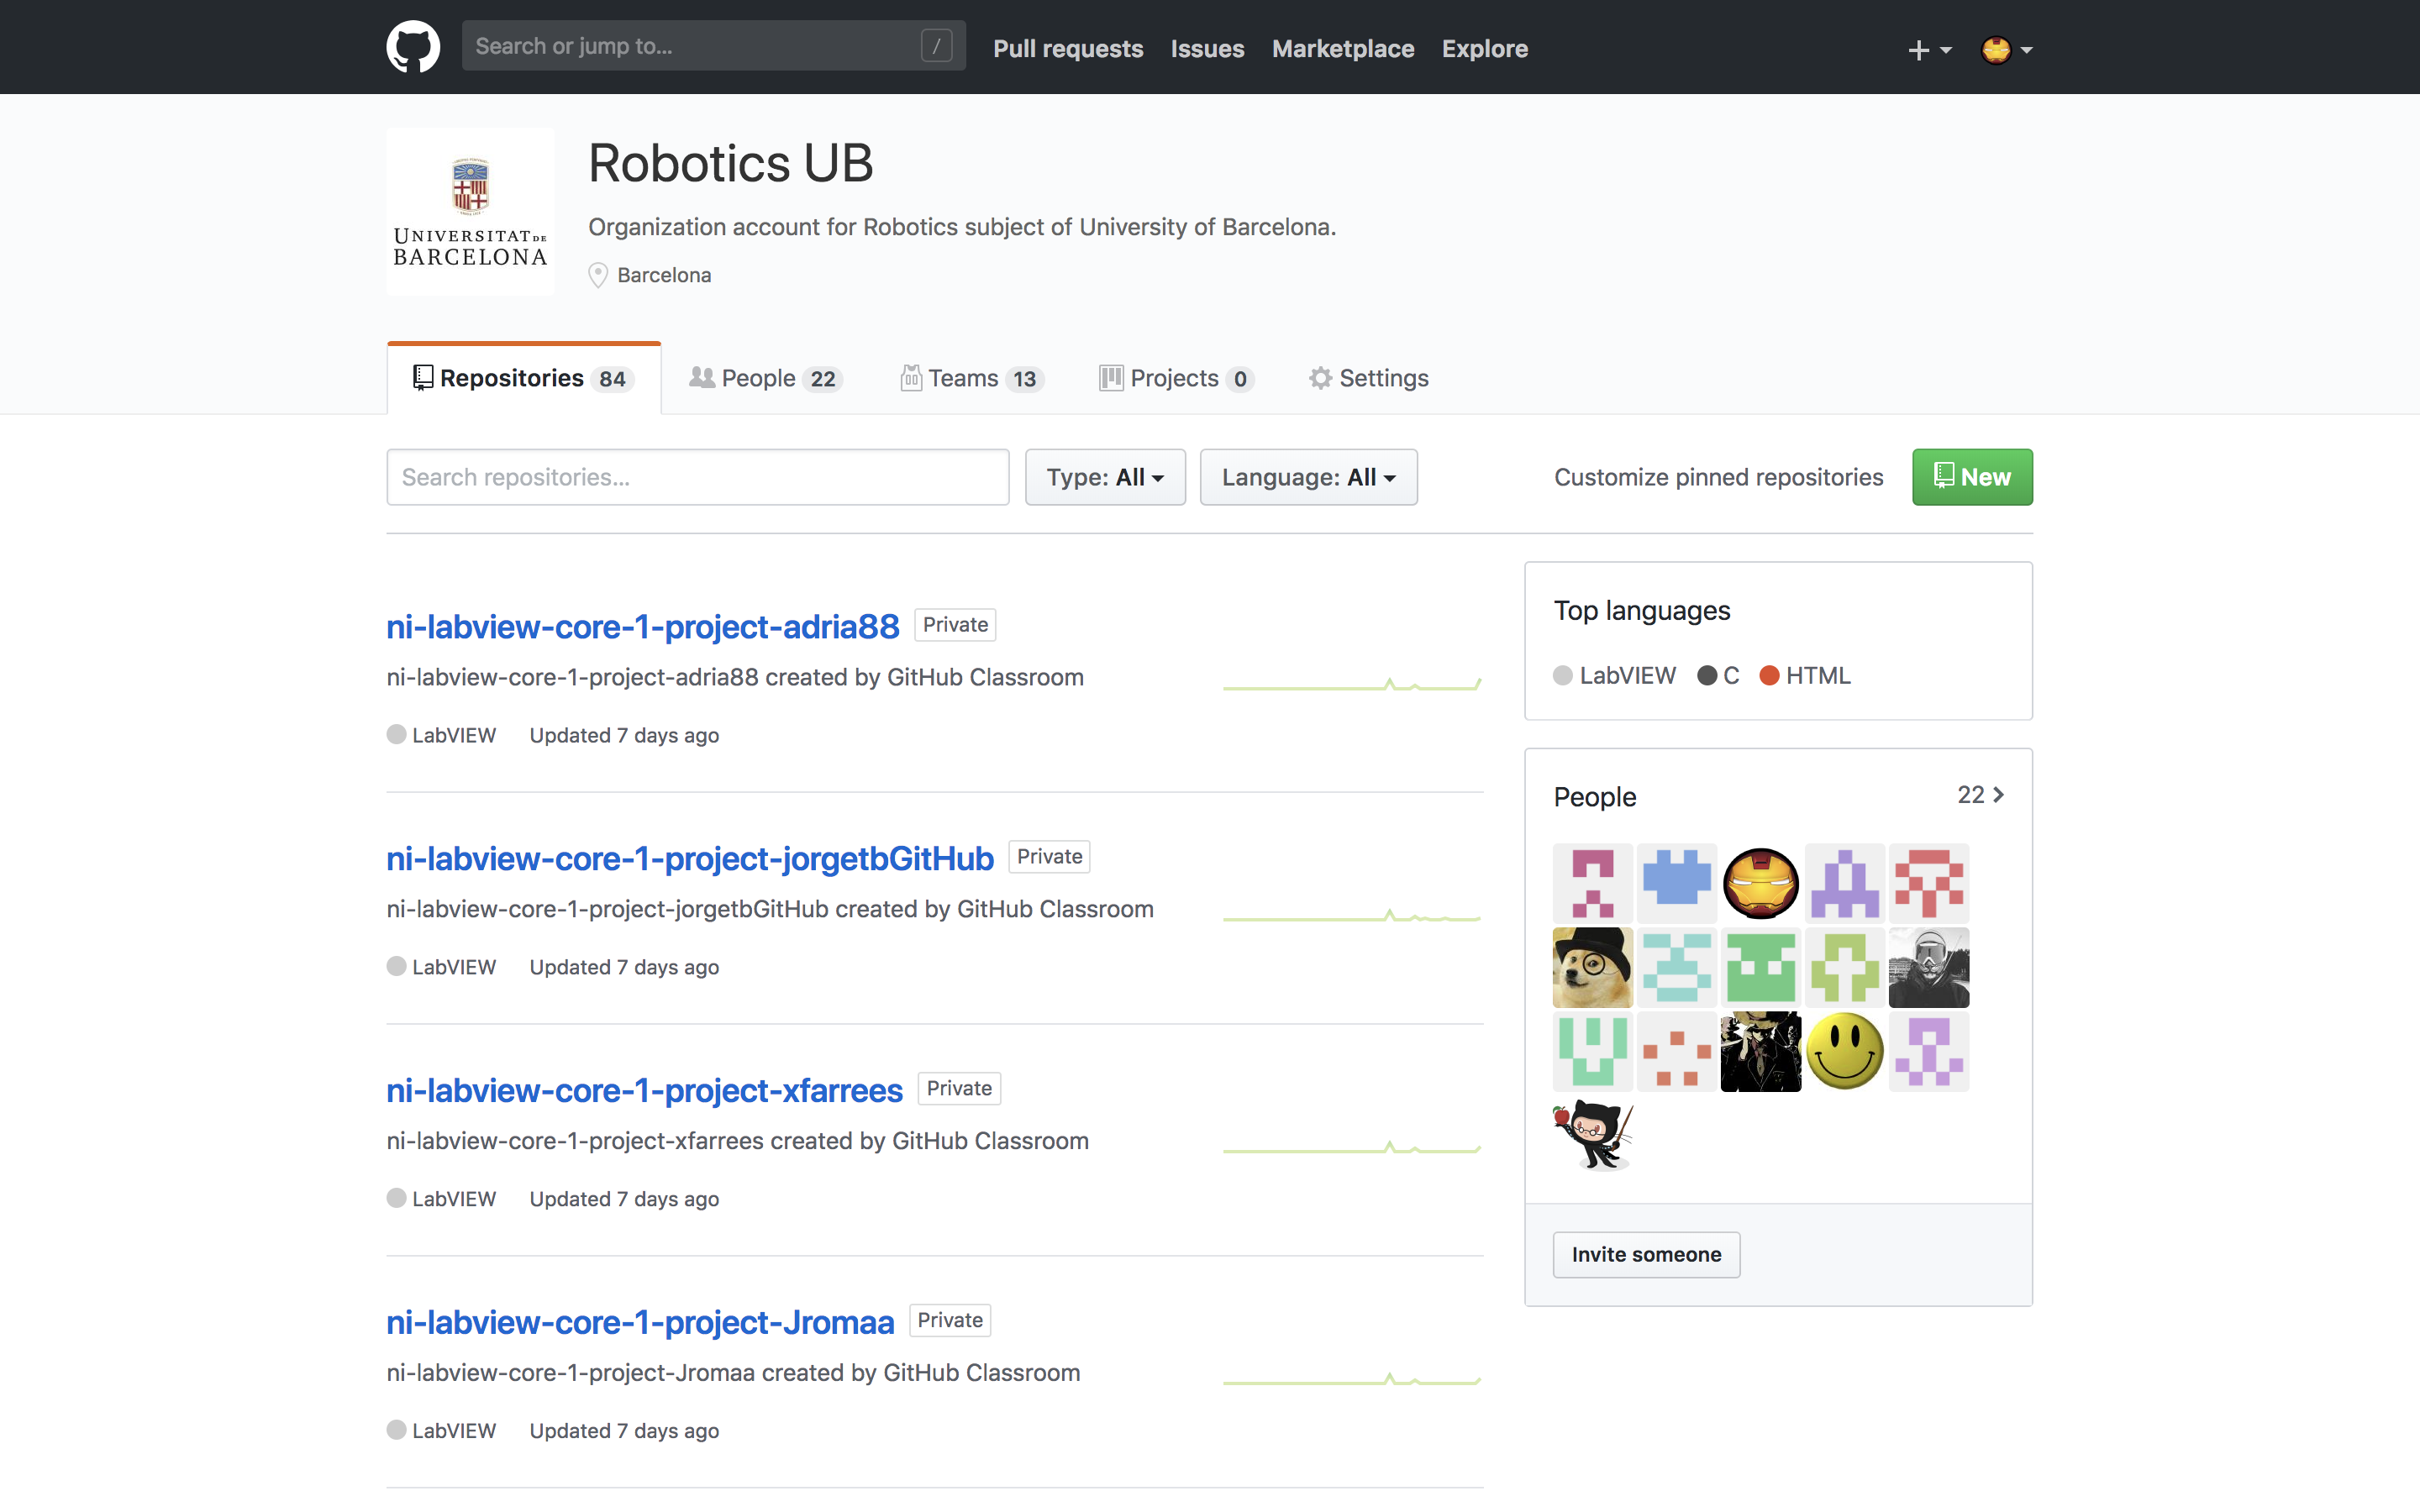 Search or jump to... /
Pull requests Issues Marketplace Explore
UNIVERSITAT DE
BARCELONA
Robotics UB
Organization account for Robotics subject of University of Barcelona.
Barcelona
Repositories 84 People 22 Teams 13 Projects 0 Settings
Search repositories... Type: All Language: All Customize pinned repositories New
ni-labview-core-1-project-adria88 Private
ni-labview-core-1-project-adria88 created by GitHub Classroom
LabVIEW Updated 7 days ago
ni-labview-core-1-project-jorgetbGitHub Private
ni-labview-core-1-project-jorgetbGitHub created by GitHub Classroom
LabVIEW Updated 7 days ago
ni-labview-core-1-project-xfarrees Private
ni-labview-core-1-project-xfarrees created by GitHub Classroom
LabVIEW Updated 7 days ago
ni-labview-core-1-project-Jromaa Private
ni-labview-core-1-project-Jromaa created by GitHub Classroom
LabVIEW Updated 7 days ago
Top languages
LabVIEW C HTML
People 22
Invite someone